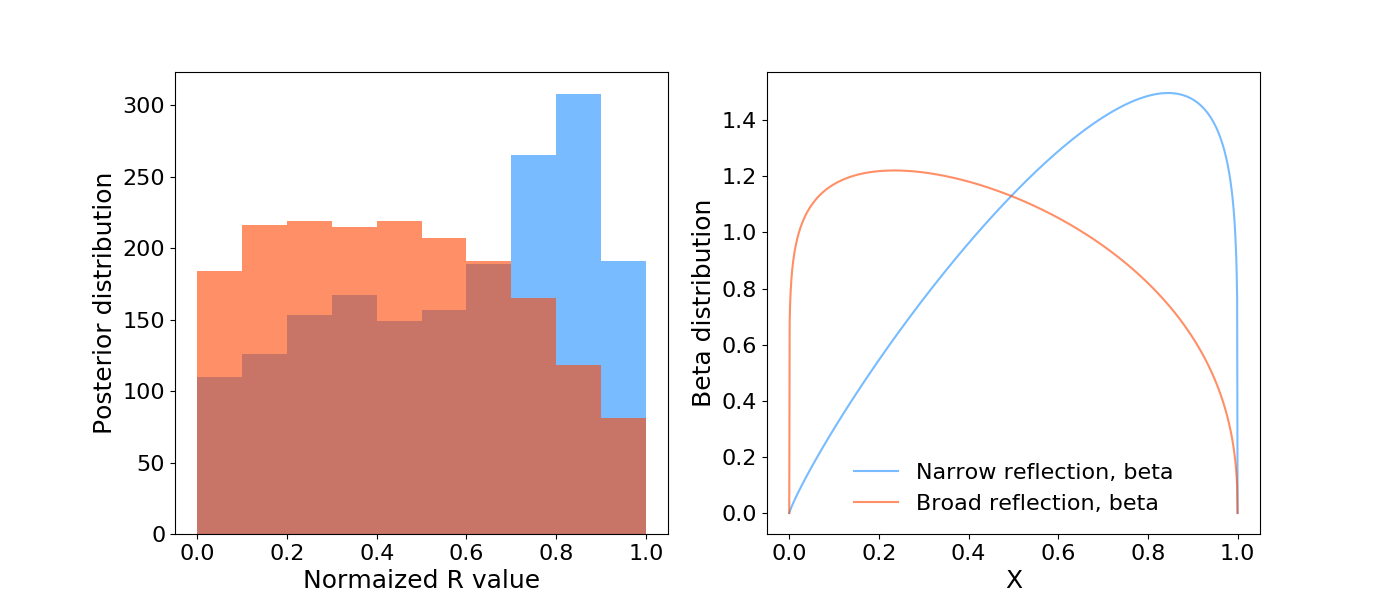 Posterior distribution
300
250
200
150
100
50
0
0.0 0.2 0.4 0.6 0.8 1.0
Normaized R value
Beta distribution
1.4
1.2
1.0
0.8
0.6
0.4
0.2
0.0
Narrow reflection, beta
Broad reflection, beta
0.0 0.2 0.4 0.6 0.8 1.0
X